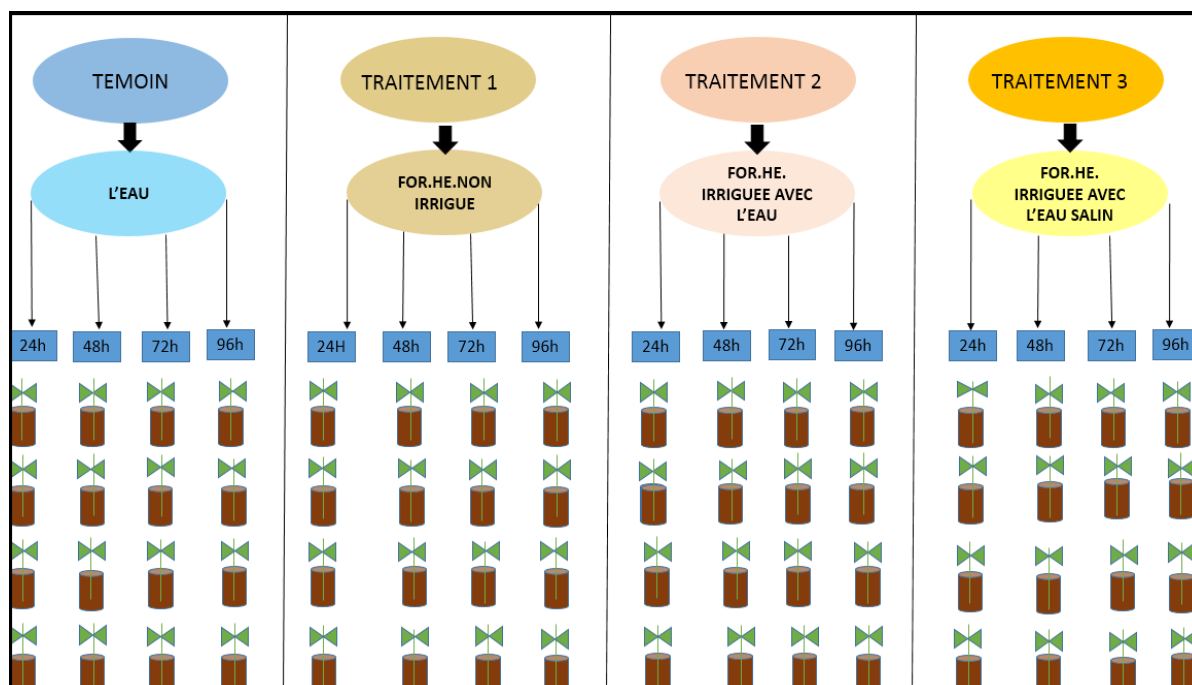 TEMOIN
TRAITEMENT 1
TRAITEMENT 2
TRAITEMENT 3
L'EAU
FOR.HE.NON
IRRIGUE
FOR.HE.
IRRIGUEE AVEC
L'EAU
FOR.HE.
IRRIGUEE AVEC
L'EAU SALIN
24h
48h
72h
96h
24H
48h
72h
96h
24h
48h
72h
96h
24h
48h
72h
96h